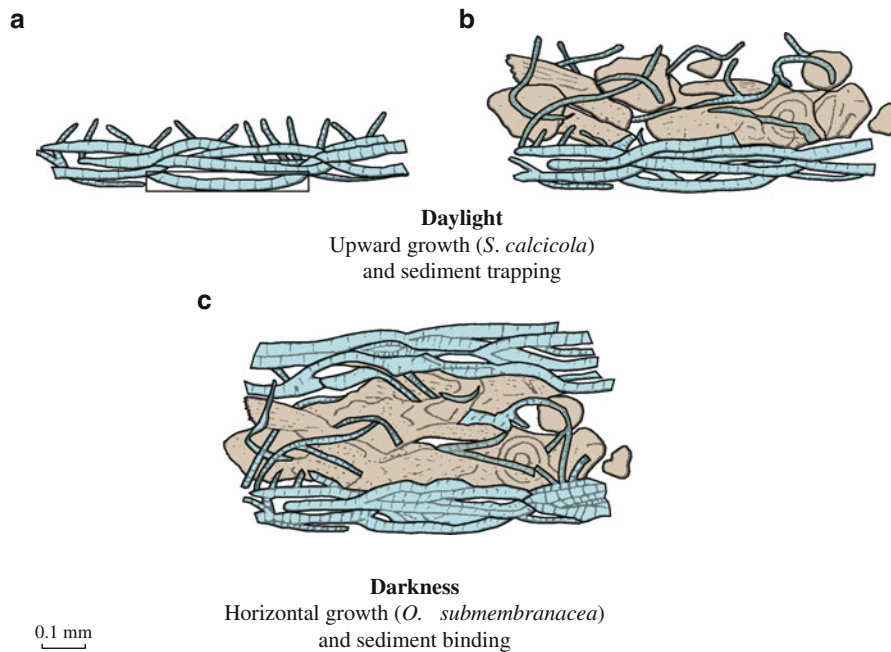 a
b
Daylight
Upward growth (S. calcicola)
and sediment trapping
c
Darkness
Horizontal growth (O. submembranacea)
and sediment binding
0.1 mm